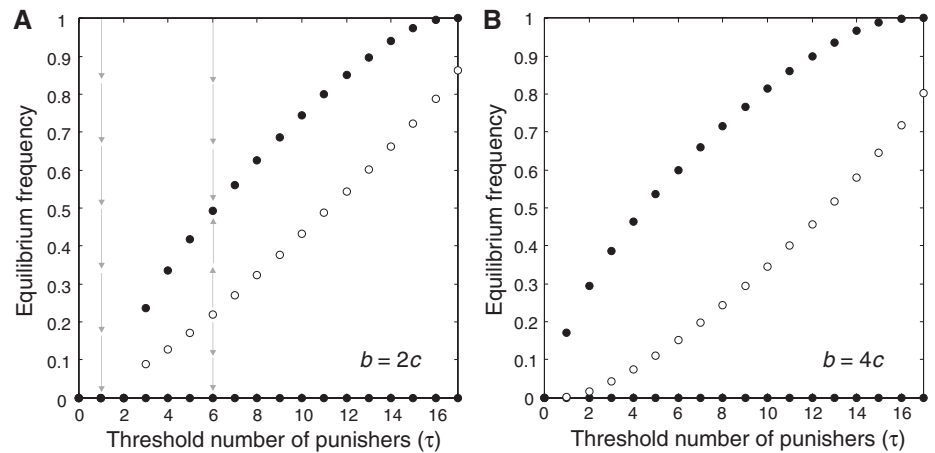 A
1
0.9
0.8
0.7
0.6
0.5
0.4
0.3
0.2
0.1
0
Equilibrium frequency
b = 2c
0 2 4 6 8 10 12 14 16
Threshold number of punishers (τ)
B
1
0.9
0.8
0.7
0.6
0.5
0.4
0.3
0.2
0.1
0
Equilibrium frequency
b = 4c
0 2 4 6 8 10 12 14 16
Threshold number of punishers (τ)